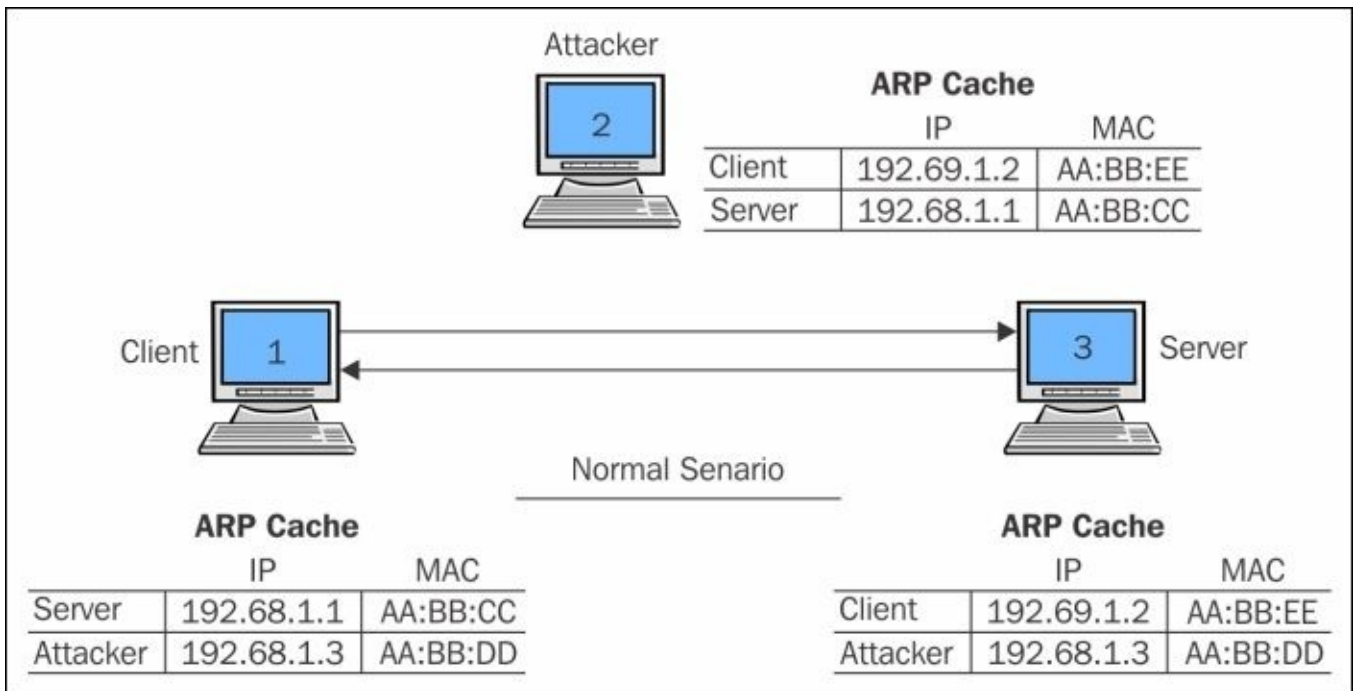 Attacker
2
ARP Cache
IP MAC
Client 192.69.1.2 AA:BB:EE
Server 192.68.1.1 AA:BB:CC
Client 1 3 Server
Normal Senario
ARP Cache
IP MAC
Server 192.68.1.1 AA:BB:CC
Attacker 192.68.1.3 AA:BB:DD
ARP Cache
IP MAC
Client 192.69.1.2 AA:BB:EE
Attacker 192.68.1.3 AA:BB:DD